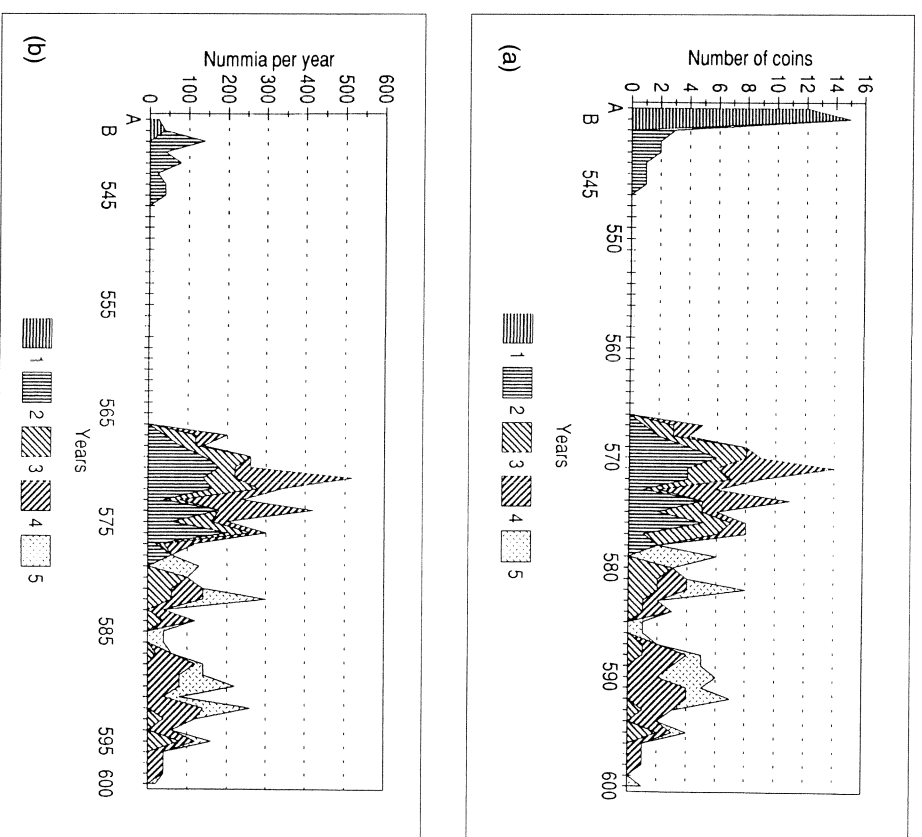 16
14
12
10
8
6
4
2
0
Number of coins
A B 545 550 560 570 580 590 600
Years
1 2 3 4 5
(a)
600
500
400
300
200
100
0
Nummia per year
A B 545 555 565 575 585 595 600
Years
1 2 3 4 5
(b)